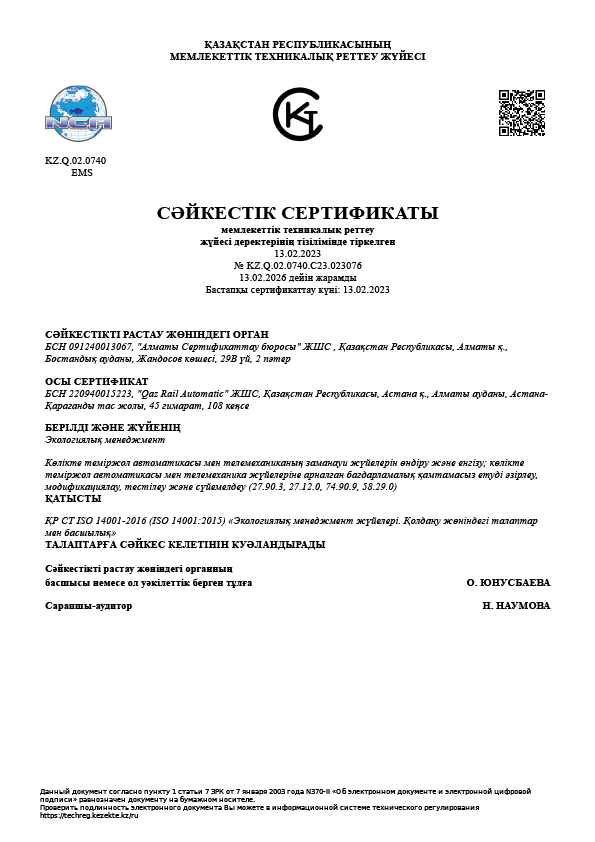 ҚАЗАҚСТАН РЕСПУБЛИКАСЫНЫҢ
МЕМЛЕКЕТТІК ТЕХНИКАЛЫҚ РЕТТЕУ ЖҮЙЕСІ
NCA
KZ.Q.02.0740
EMS
СӘЙКЕСТІК СЕРТИФИКАТЫ
мемлекеттік техникалық реттеу
жүйесі деректерінің тізілімінде тіркелген
13.02.2023
№ KZ.Q.02.0740.C23.023076
13.02.2026 дейін жарамды
Бастапқы сертификаттау күні: 13.02.2023
СӘЙКЕСТІКТІ РАСТАУ ЖӨНІНДЕГІ ОРГАН
БСН 091240013067, "Алматы Сертификаттау бюросы" ЖШС , Қазақстан Республикасы, Алматы қ.,
Бостандық ауданы, Жандосов көшесі, 29В үй, 2 пәтер
ОСЫ СЕРТИФИКАТ
БСН 220940015223, "Qaz Rail Automatic" ЖШС, Қазақстан Республикасы, Астана қ., Алматы ауданы, Астана-
Қарағанды тас жолы, 45 ғимарат, 108 кеңсе
БЕРІЛДІ ЖӘНЕ ЖҮЙЕНІҢ
Экологиялық менеджмент
Көлікте теміржол автоматикасы мен телемеханиканың заманауи жүйелерін өндіру және енгізу; көлікте
теміржол автоматикасы мен телемеханика жүйелеріне арналған бағдарламалық қамтамасыз етуді әзірлеу,
модификациялау, тестілеу және сүйемелдеу (27.90.3, 27.12.0, 74.90.9, 58.29.0)
ҚАТЫСТЫ
ҚР СТ ISO 14001-2016 (ISO 14001:2015) «Экологиялық менеджмент жүйелері. Қолдану жөніндегі талаптар
мен басшылық»
ТАЛАПТАРҒА СӘЙКЕС КЕЛЕТІНІН КУӘЛАНДЫРАДЫ
Сәйкестікті растау жөніндегі органның
басшысы немесе ол уәкілеттік берген тұлға О. ЮНУСБАЕВА
Сарапшы-аудитор Н. НАУМОВА
Данный документ согласно пункту 1 статьи 7 ЗРК от 7 января 2003 года N370-II «Об электронном документе и электронной цифровой
подписи» равнозначен документу на бумажном носителе.
Проверить подлинность электронного документа Вы можете в информационной системе технического регулирования
https://techreg.kezekte.kz/ru